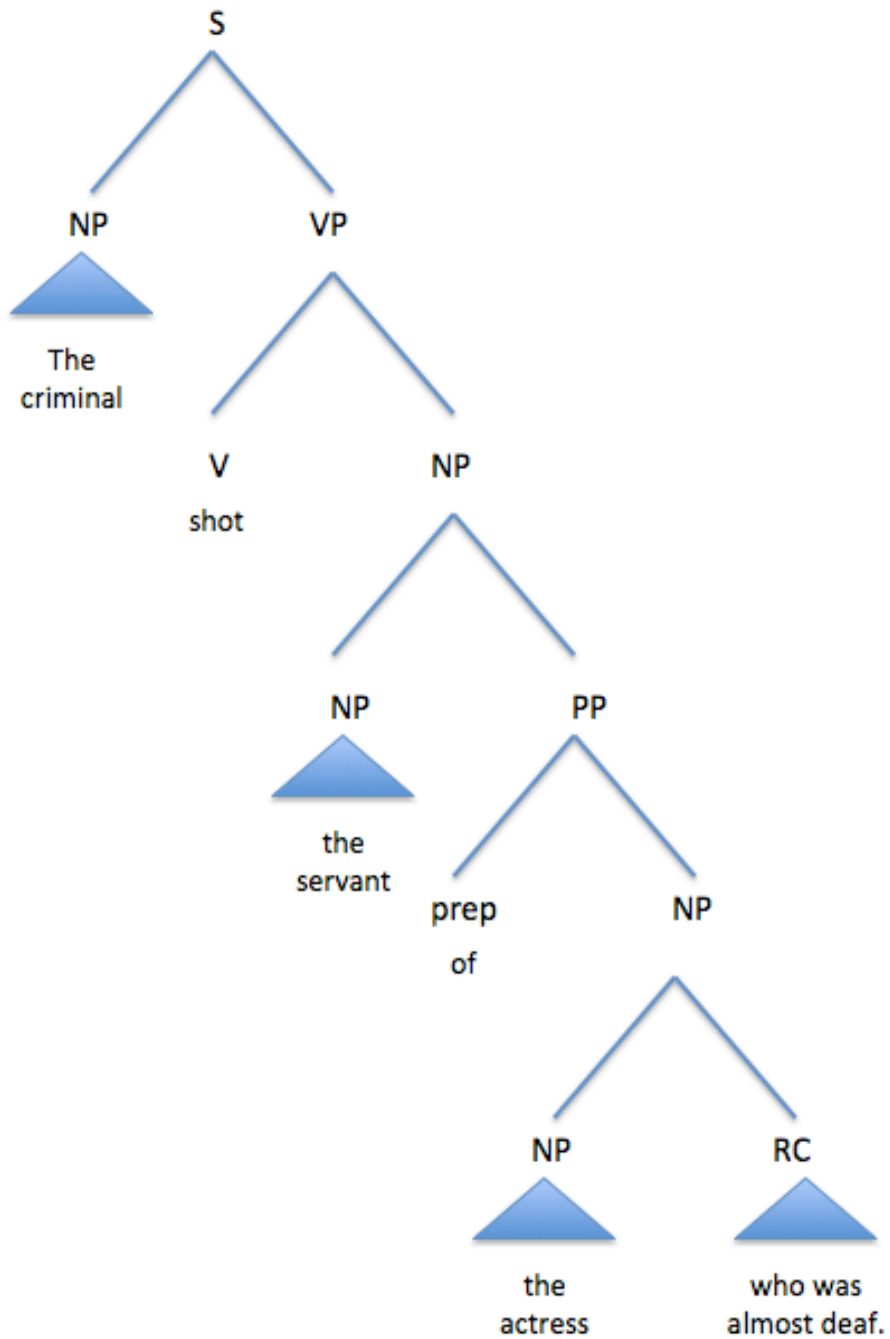 S
NP VP
The
criminal
V NP
shot
NP PP
the
servant
prep NP
of
NP RC
the who was
actress almost deaf.